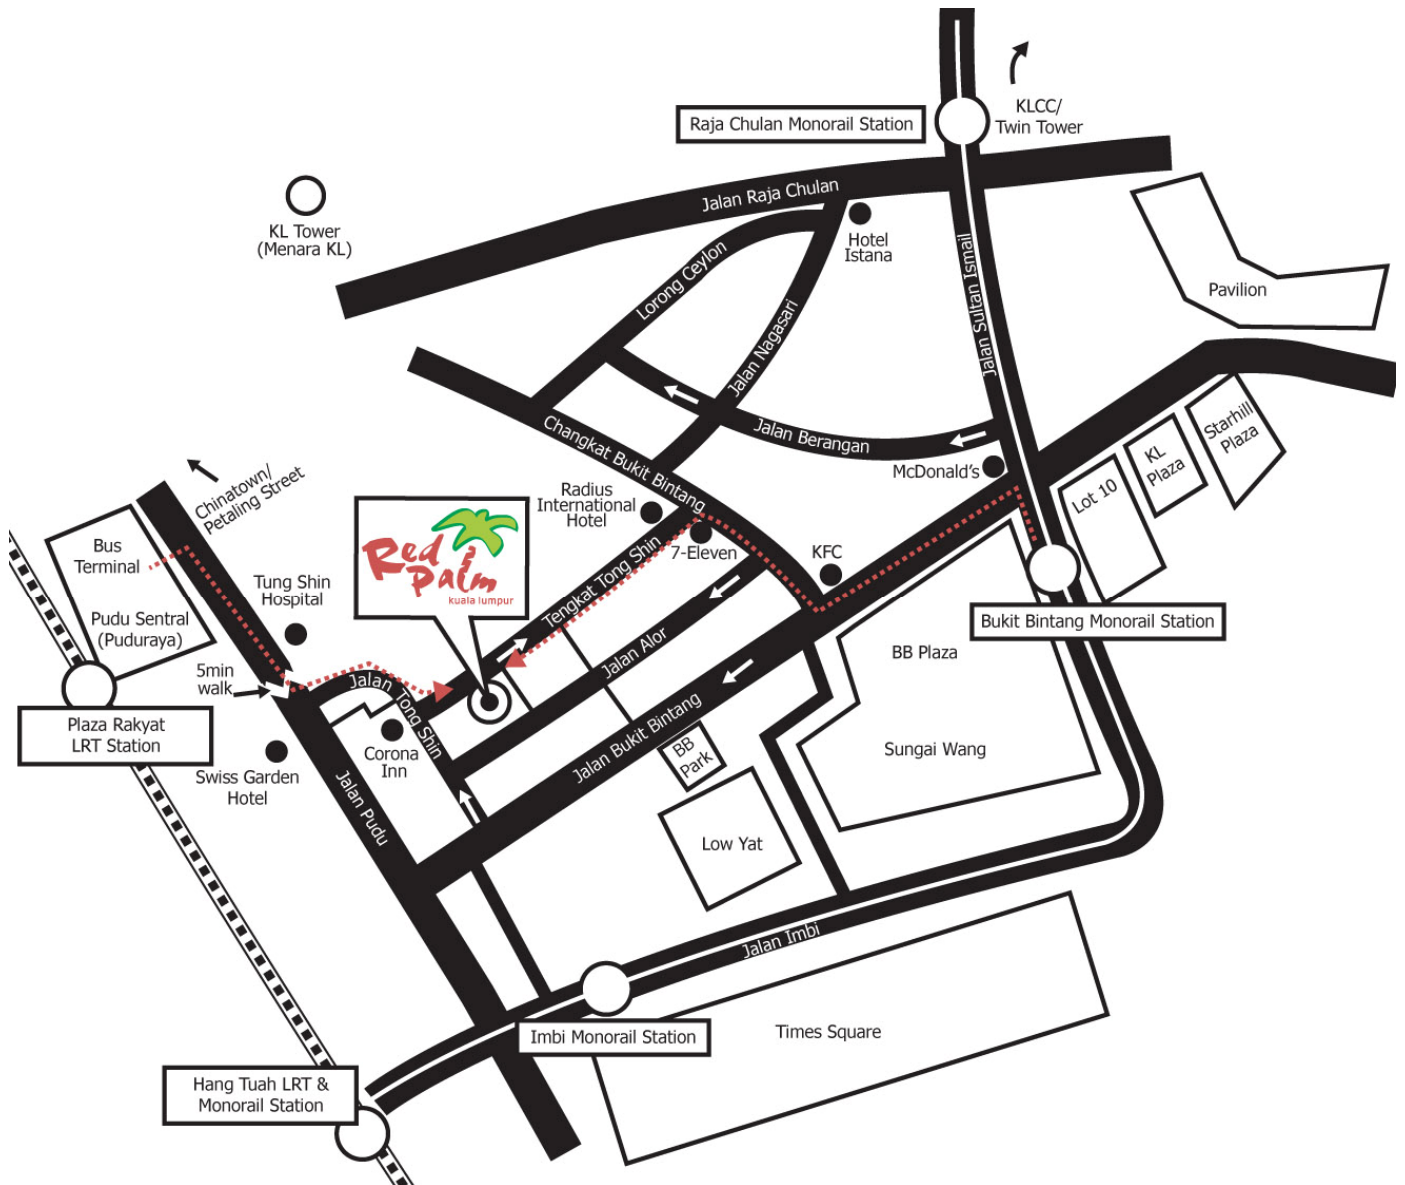 KLCC/
Twin Tower
Raja Chulan Monorail Station
Jalan Raja Chulan
KL Tower
(Menara KL)
Hotel
Istana
Lorong Ceylon
Jalan Sultan Ismail
Pavilion
Jalan Nagasari
Jalan Berangan
Changkat Bukit Bintang
McDonald's
Starhill
Plaza
KL
Plaza
Lot 10
Chinatown/
Petaling Street
Radius
International
Hotel
Red
Palm
kuala lumpur
7-Eleven
KFC
Bus
Terminal
Pudu Sentral
(Puduraya)
Tung Shin
Hospital
Tengkat Tong Shin
Bukit Bintang Monorail Station
BB Plaza
Jalan Alor
5min
walk
Jalan Tong Shin
Plaza Rakyat
LRT Station
Corona
Inn
Jalan Bukit Bintang
BB
Park
Sungai Wang
Swiss Garden
Hotel
Jalan Pudu
Low Yat
Jalan Imbi
Imbi Monorail Station
Times Square
Hang Tuah LRT &
Monorail Station